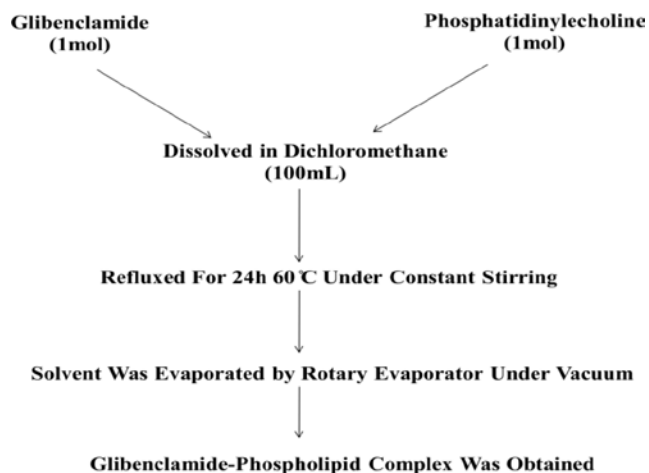 Glibenclamide
(1mol)
Phosphatidinylecholine
(1mol)
Dissolved in Dichloromethane
(100mL)
Refluxed For 24h 60°C Under Constant Stirring
Solvent Was Evaporated by Rotary Evaporator Under Vacuum
Glibenclamide-Phospholipid Complex Was Obtained